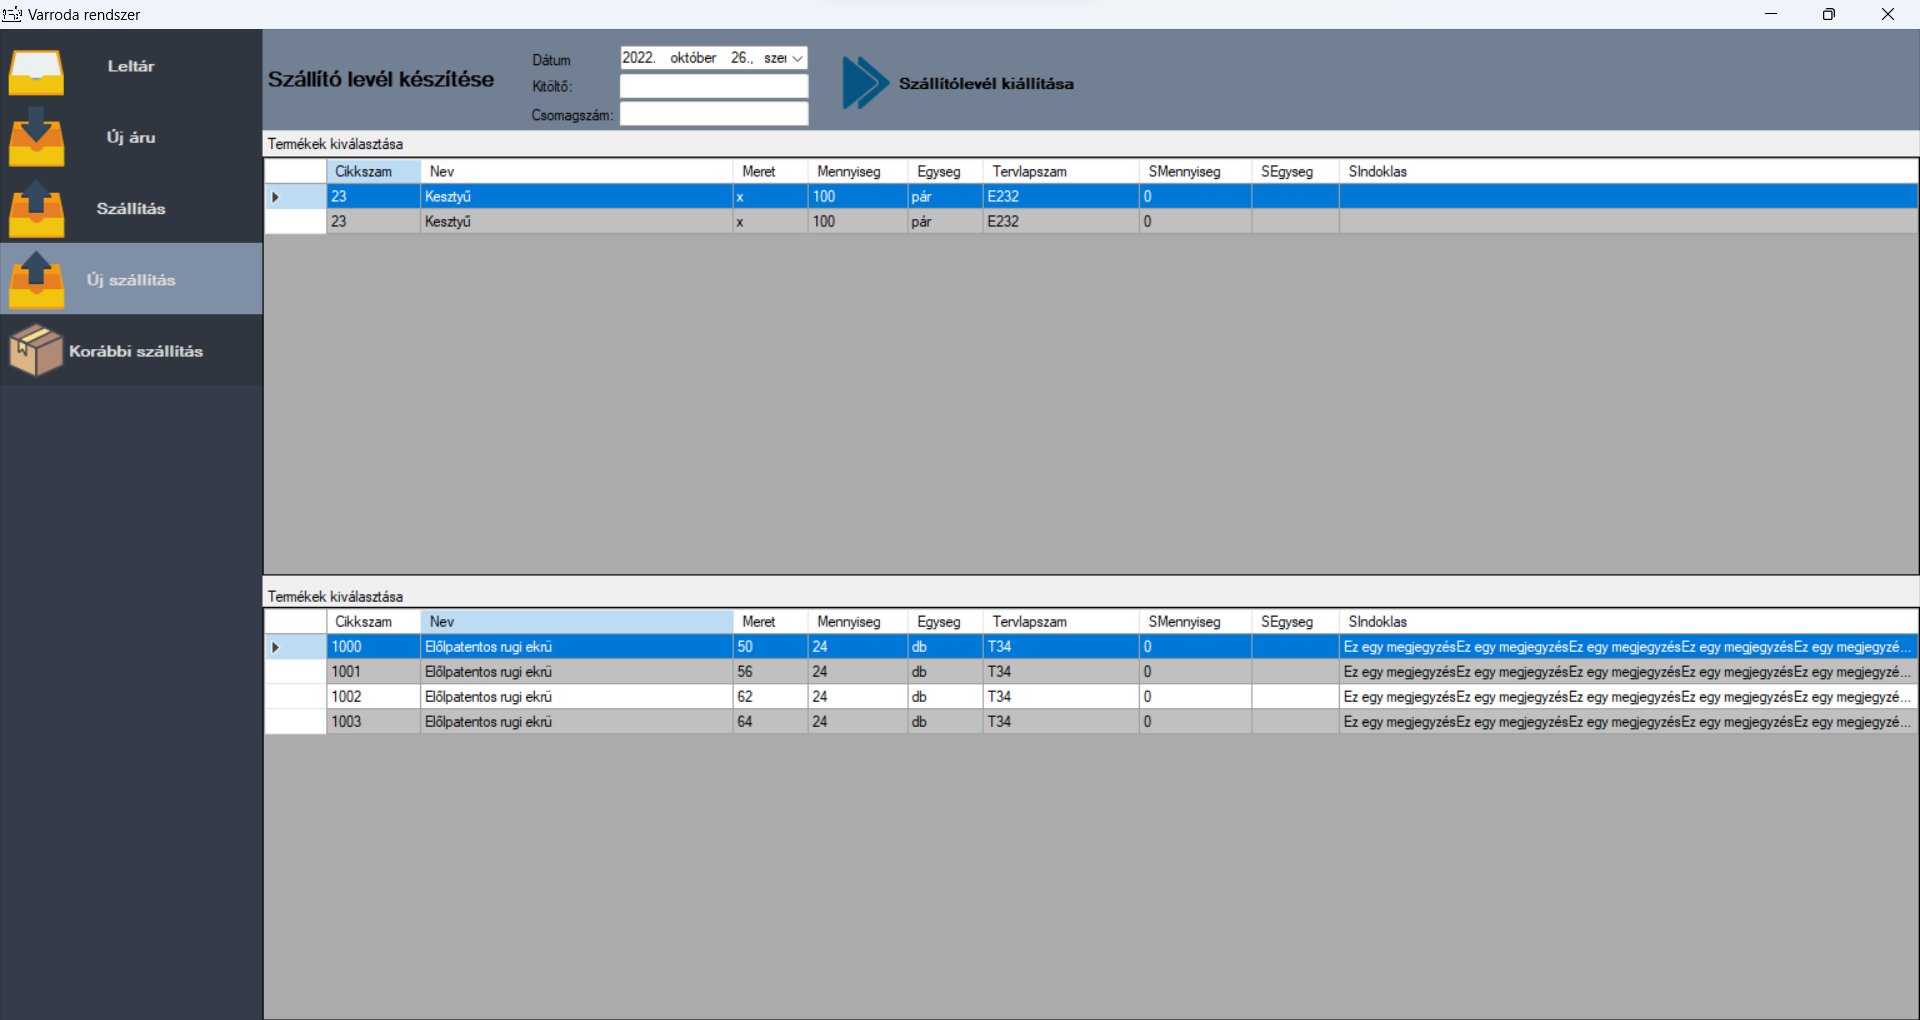 Varroda rendszer
Leltár
Új áru
Szállítás
Új szállítás
Korábbi szállítás
Szállító levél készítése
Dátum 2022. október 26., szer
Kitöltő:
Csomagszám:
Szállítólevél kiállítása
Termékek kiválasztása
Cikkszam Nev Meret Mennyiseg Egyseg Tervlapszam SMennyiseg SEgyseg SIndoklas
23 Kesztyű x 100 pár E232 0
23 Kesztyű x 100 pár E232 0
Termékek kiválasztása
Cikkszam Nev Meret Mennyiseg Egyseg Tervlapszam SMennyiseg SEgyseg SIndoklas
1000 Előlpatentos rugi ekrü 50 24 db T34 0 Ez egy megjegyzésEz egy megjegyzésEz egy megjegyzésEz egy megjegyzésEz egy megjegyzé...
1001 Előlpatentos rugi ekrü 56 24 db T34 0 Ez egy megjegyzésEz egy megjegyzésEz egy megjegyzésEz egy megjegyzésEz egy megjegyzé...
1002 Előlpatentos rugi ekrü 62 24 db T34 0 Ez egy megjegyzésEz egy megjegyzésEz egy megjegyzésEz egy megjegyzésEz egy megjegyzé...
1003 Előlpatentos rugi ekrü 64 24 db T34 0 Ez egy megjegyzésEz egy megjegyzésEz egy megjegyzésEz egy megjegyzésEz egy megjegyzé...